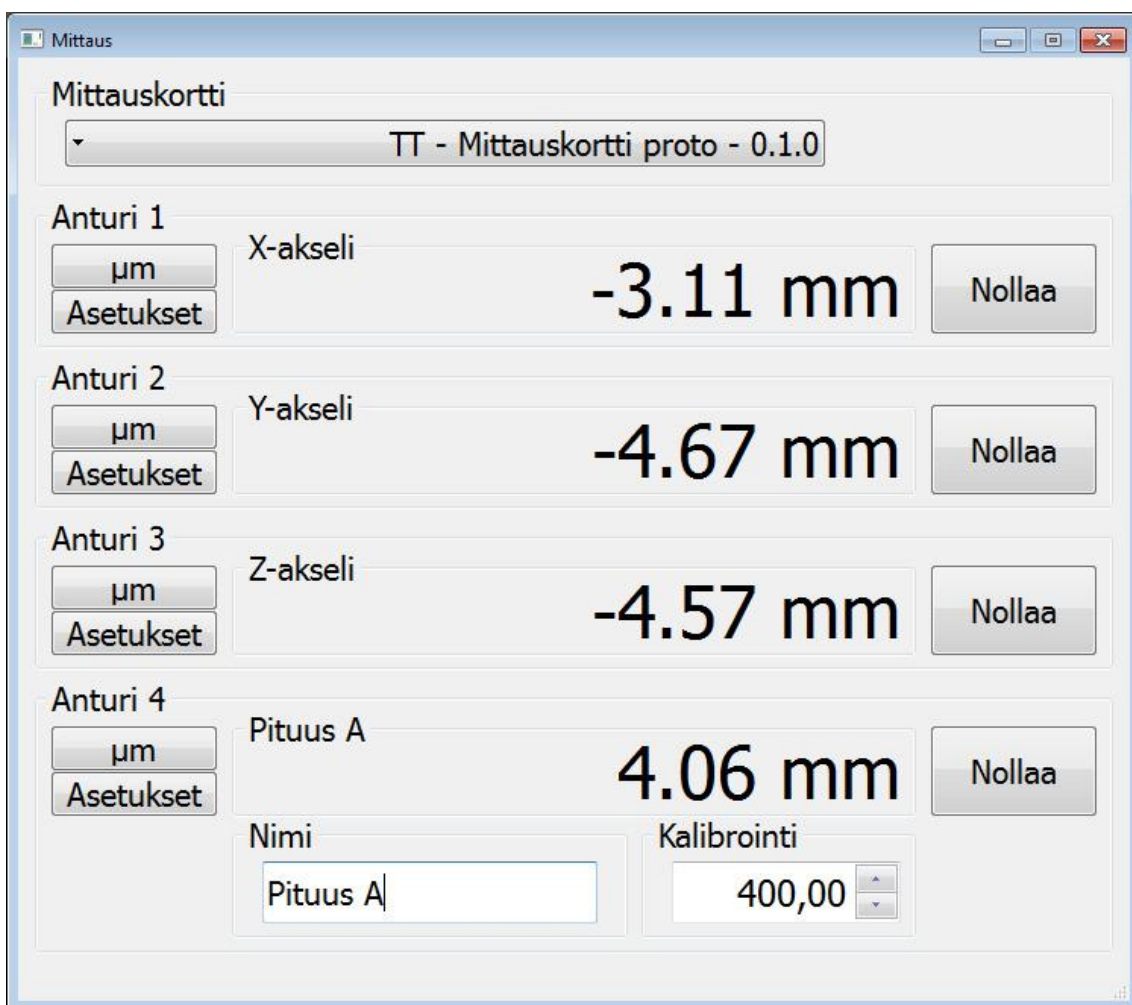 Mittaus
Mittauskortti
TT - Mittauskortti proto - 0.1.0
Anturi 1
µm
Asetukset
X-akseli
-3.11 mm
Nollaa
Anturi 2
µm
Asetukset
Y-akseli
-4.67 mm
Nollaa
Anturi 3
µm
Asetukset
Z-akseli
-4.57 mm
Nollaa
Anturi 4
µm
Asetukset
Pituus A
4.06 mm
Nollaa
Nimi
Pituus A
Kalibrointi
400,00